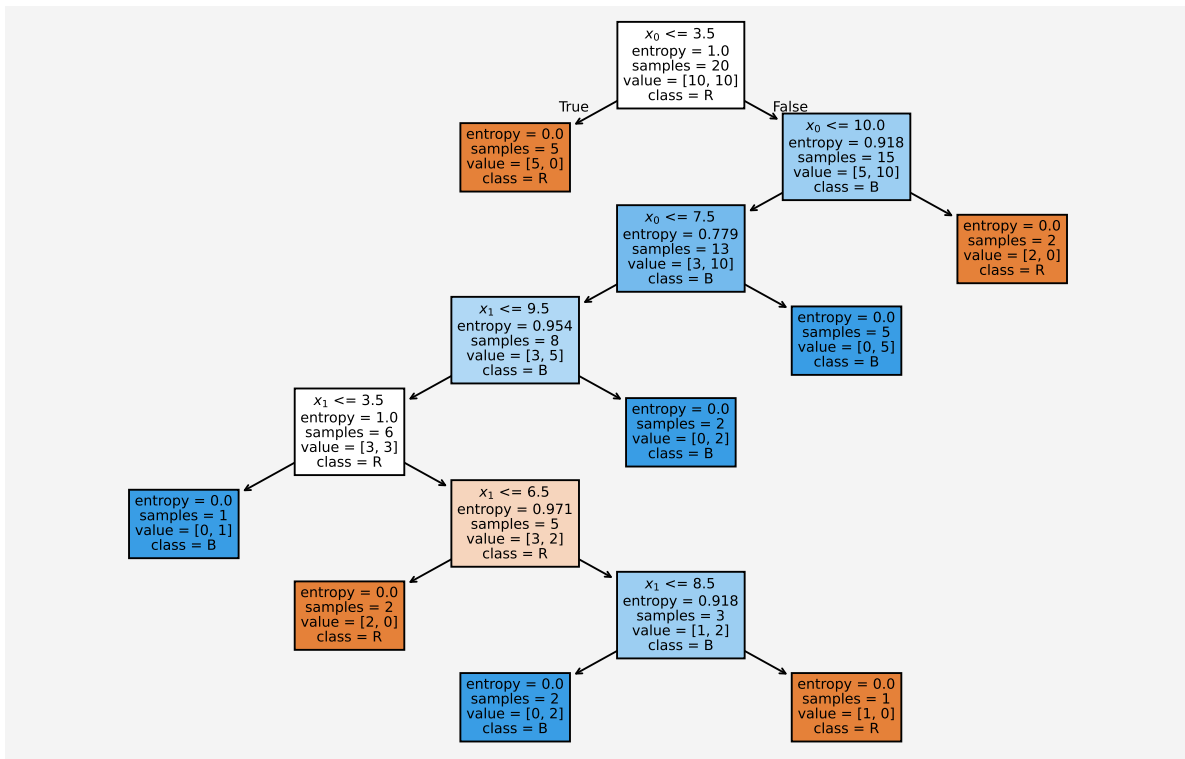 x₀ <= 3.5
entropy = 1.0
samples = 20
value = [10, 10]
class = R
True
False
entropy = 0.0
samples = 5
value = [5, 0]
class = R
x₀ <= 10.0
entropy = 0.918
samples = 15
value = [5, 10]
class = B
x₀ <= 7.5
entropy = 0.779
samples = 13
value = [3, 10]
class = B
entropy = 0.0
samples = 2
value = [2, 0]
class = R
x₁ <= 9.5
entropy = 0.954
samples = 8
value = [3, 5]
class = B
entropy = 0.0
samples = 5
value = [0, 5]
class = B
x₁ <= 3.5
entropy = 1.0
samples = 6
value = [3, 3]
class = R
entropy = 0.0
samples = 2
value = [0, 2]
class = B
entropy = 0.0
samples = 1
value = [0, 1]
class = B
x₁ <= 6.5
entropy = 0.971
samples = 5
value = [3, 2]
class = R
entropy = 0.0
samples = 2
value = [2, 0]
class = R
x₁ <= 8.5
entropy = 0.918
samples = 3
value = [1, 2]
class = B
entropy = 0.0
samples = 2
value = [0, 2]
class = B
entropy = 0.0
samples = 1
value = [1, 0]
class = R